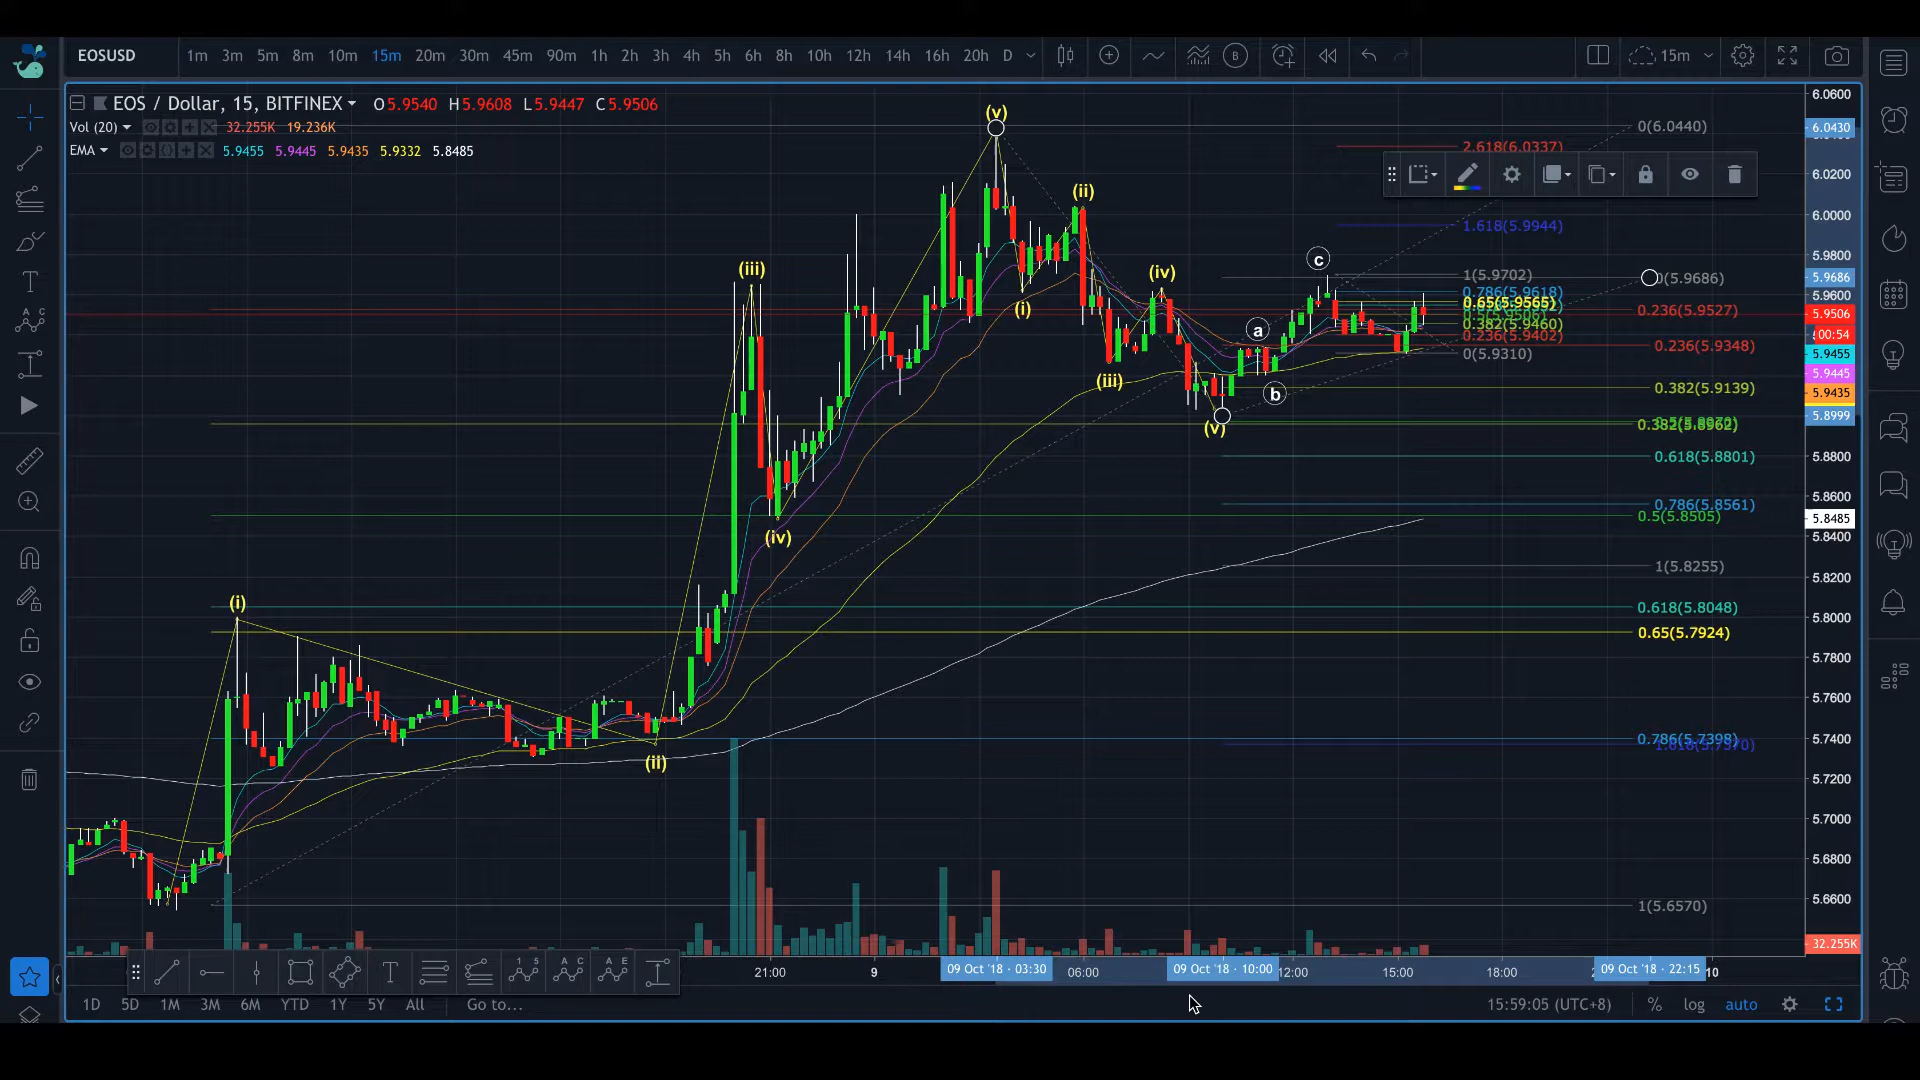 EOSUSD 1m 3m 5m 8m 10m 15m 20m 30m 45m 90m 1h 2h 3h 4h 5h 6h 8h 10h 12h 14h 16h 20h D B 15m
EOS / Dollar, 15, BITFINEX O5.9540 H5.9608 L5.9447 C5.9506
Vol (20) 32.255K 19.236K
EMA 5.9455 5.9445 5.9435 5.9332 5.8485
(v)
(ii)
(iii)
(iv)
(i)
(iii)
(v)
(iv)
(i)
(ii)
a
b
c
0(6.0440)
2.618(6.0337)
1.618(5.9944)
1(5.9702)
0(5.9686)
0.786(5.9618)
0.65(5.9565)
0.236(5.9527)
0.382(5.9460)
0.236(5.9402)
0.236(5.9348)
0(5.9310)
0.382(5.9139)
0.382(5.8962)
0.618(5.8801)
0.786(5.8561)
0.5(5.8505)
1(5.8255)
0.618(5.8048)
0.65(5.7924)
0.786(5.7398)
1(5.6570)
6.0600
6.0430
6.0200
6.0000
5.9800
5.9686
5.9600
5.9506
00:54
5.9455
5.9445
5.9435
5.8999
5.8800
5.8600
5.8485
5.8400
5.8200
5.8000
5.7800
5.7600
5.7400
5.7200
5.7000
5.6800
5.6600
32.255K
21:00 9 09 Oct '18 · 03:30 06:00 09 Oct '18 · 10:00 12:00 15:00 18:00 09 Oct '18 · 22:15 10
1D 5D 1M 3M 6M YTD 1Y 5Y All Go to... 15:59:05 (UTC+8) % log auto